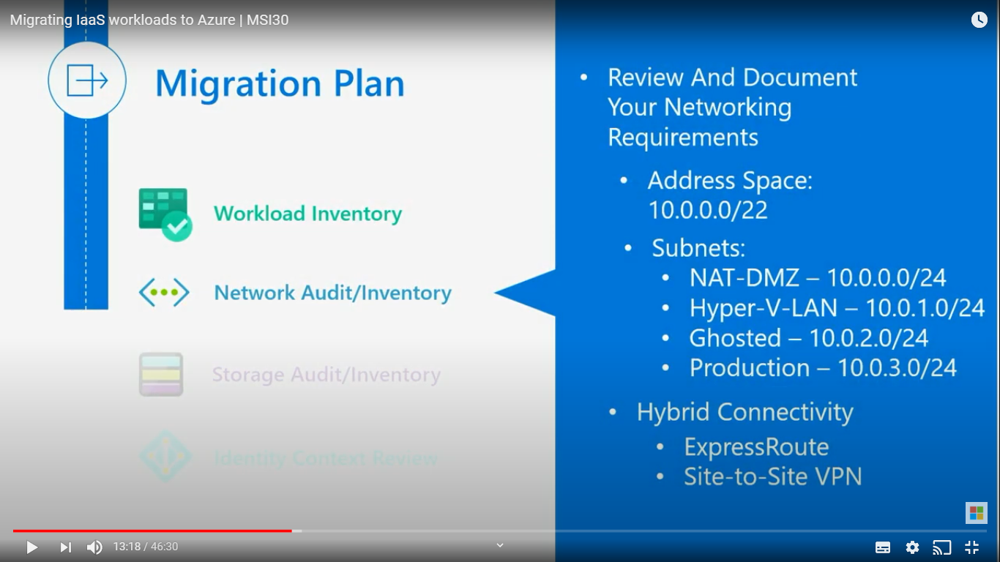 Migrating IaaS workloads to Azure | MSI30
Migration Plan
Workload Inventory
Network Audit/Inventory
Storage Audit/Inventory
Identity Context Review
• Review And Document
Your Networking
Requirements
• Address Space:
10.0.0.0/22
• Subnets:
• NAT-DMZ – 10.0.0.0/24
• Hyper-V-LAN – 10.0.1.0/24
• Ghosted – 10.0.2.0/24
• Production – 10.0.3.0/24
• Hybrid Connectivity
• ExpressRoute
• Site-to-Site VPN
13:18 / 46:30